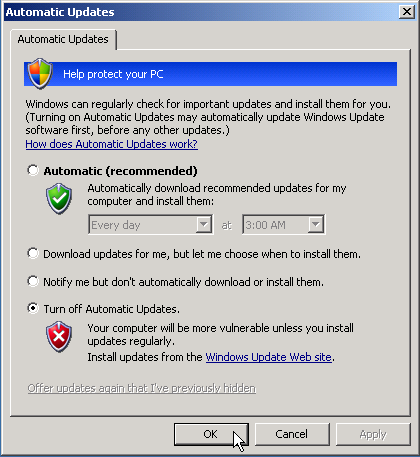 Automatic Updates
Automatic Updates
Help protect your PC
Windows can regularly check for important updates and install them for you.
(Turning on Automatic Updates may automatically update Windows Update
software first, before any other updates.)
How does Automatic Updates work?
Automatic (recommended)
Automatically download recommended updates for my
computer and install them:
Every day at 3:00 AM
Download updates for me, but let me choose when to install them.
Notify me but don't automatically download or install them.
Turn off Automatic Updates.
Your computer will be more vulnerable unless you install
updates regularly.
Install updates from the Windows Update Web site.
Offer updates again that I've previously hidden
OK Cancel Apply